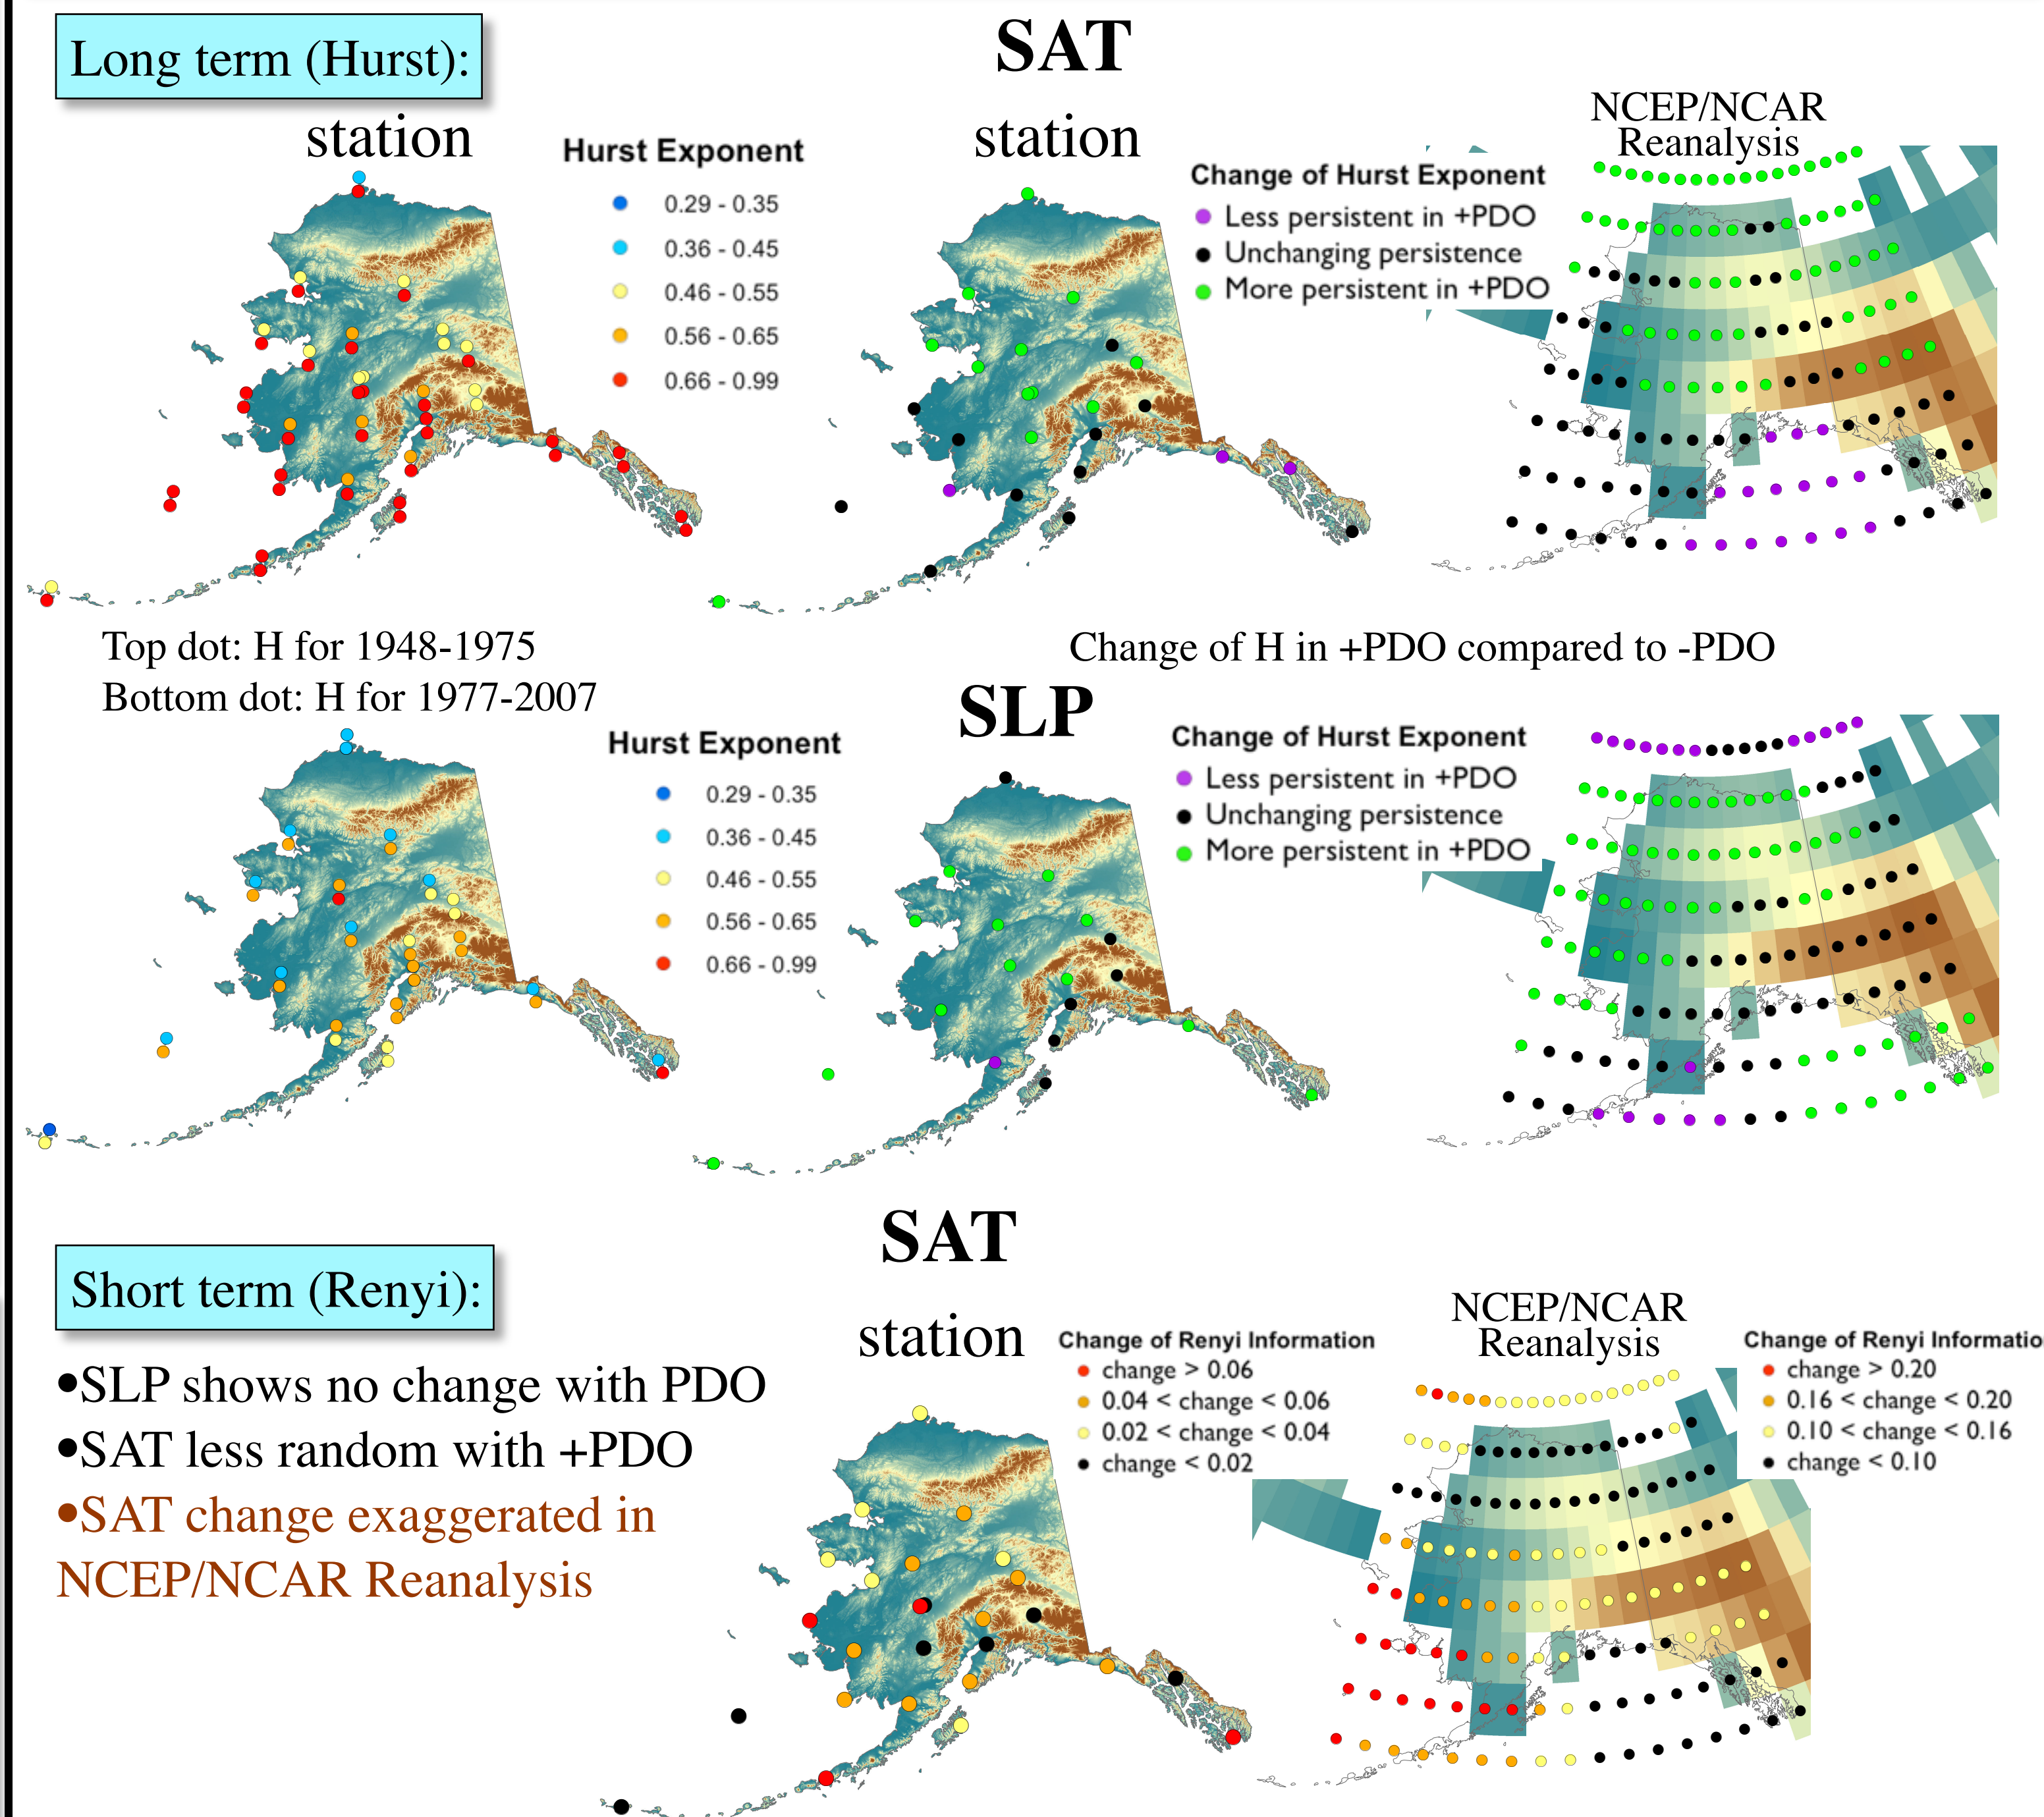 Long term (Hurst):
SAT
station
Hurst Exponent
0.29 - 0.35
0.36 - 0.45
0.46 - 0.55
0.56 - 0.65
0.66 - 0.99
station
Change of Hurst Exponent
Less persistent in +PDO
Unchanging persistence
More persistent in +PDO
NCEP/NCAR
Reanalysis
Top dot: H for 1948-1975
Bottom dot: H for 1977-2007
Change of H in +PDO compared to -PDO
SLP
Hurst Exponent
0.29 - 0.35
0.36 - 0.45
0.46 - 0.55
0.56 - 0.65
0.66 - 0.99
Change of Hurst Exponent
Less persistent in +PDO
Unchanging persistence
More persistent in +PDO
SAT
Short term (Renyi):
•SLP shows no change with PDO
•SAT less random with +PDO
•SAT change exaggerated in
NCEP/NCAR Reanalysis
station
Change of Renyi Information
change > 0.06
0.04 < change < 0.06
0.02 < change < 0.04
change < 0.02
NCEP/NCAR
Reanalysis
Change of Renyi Informatio
change > 0.20
0.16 < change < 0.20
0.10 < change < 0.16
change < 0.10